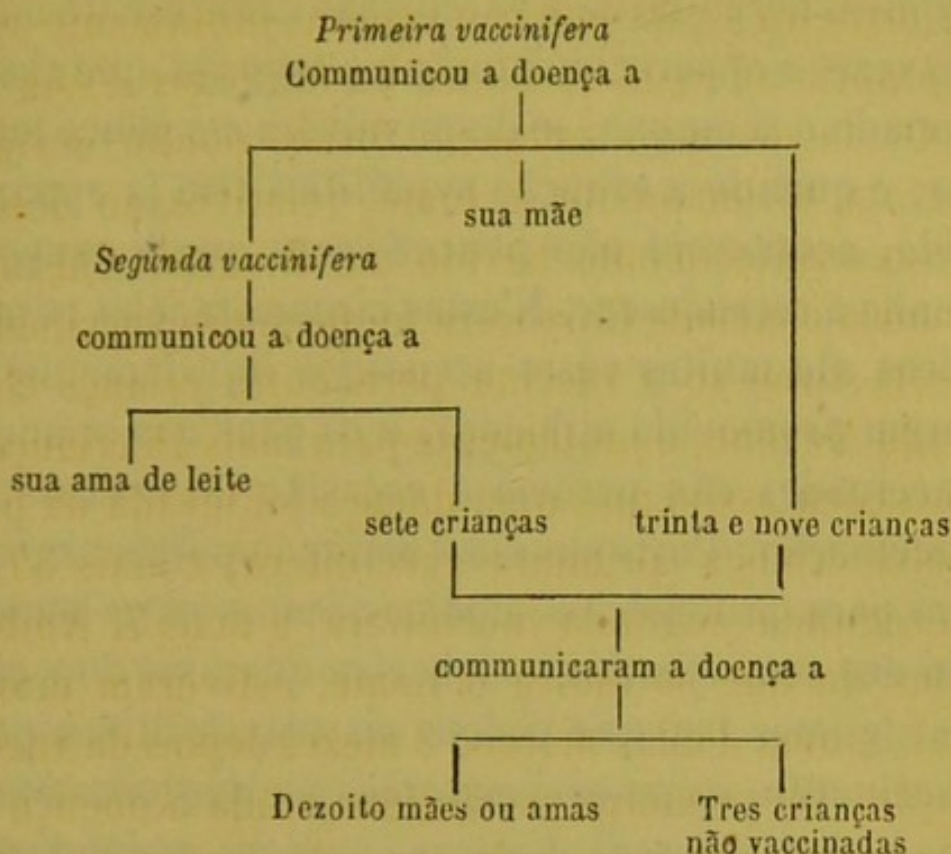 Primeira vaccinifera
Communicou a doença a
sua mãe
Segunda vaccinifera
communicou a doença a
sua ama de leite
sete crianças
trinta e nove crianças
communicaram a doença a
Dezoito mães ou amas
Tres crianças
não vaccinadas